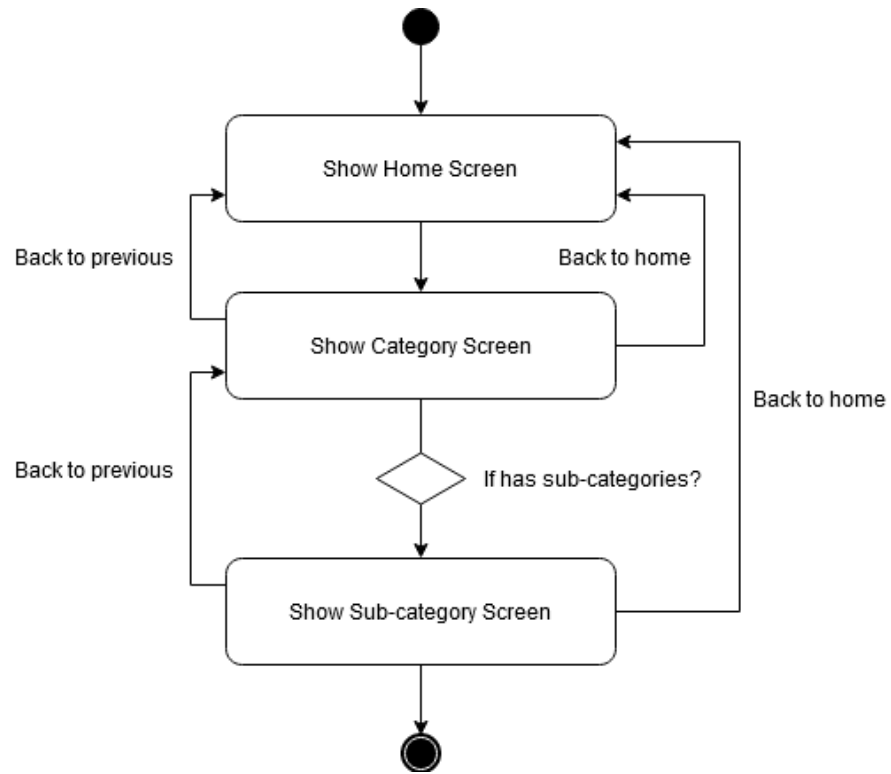 Show Home Screen
Back to previous
Back to home
Show Category Screen
Back to home
Back to previous
If has sub-categories?
Show Sub-category Screen